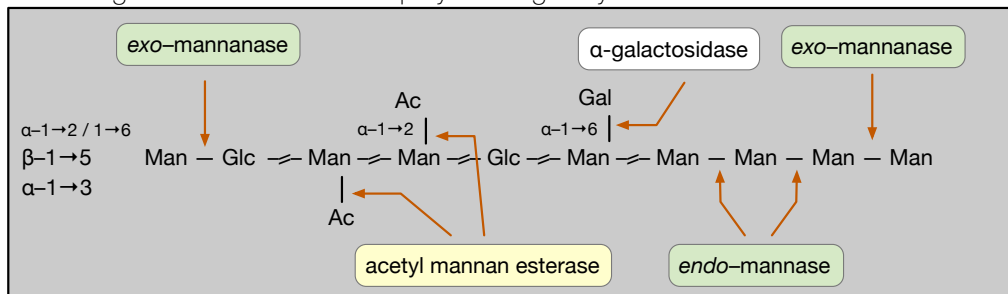 exo–mannanase
α-galactosidase
exo–mannanase
Ac
Gal
α–1→2 / 1→6
α–1→2
α–1→6
β–1→5
Man – Glc –⁄⁄– Man –⁄⁄– Man –⁄⁄– Glc –⁄⁄– Man –⁄⁄– Man – Man – Man – Man
α–1→3
Ac
acetyl mannan esterase
endo–mannase